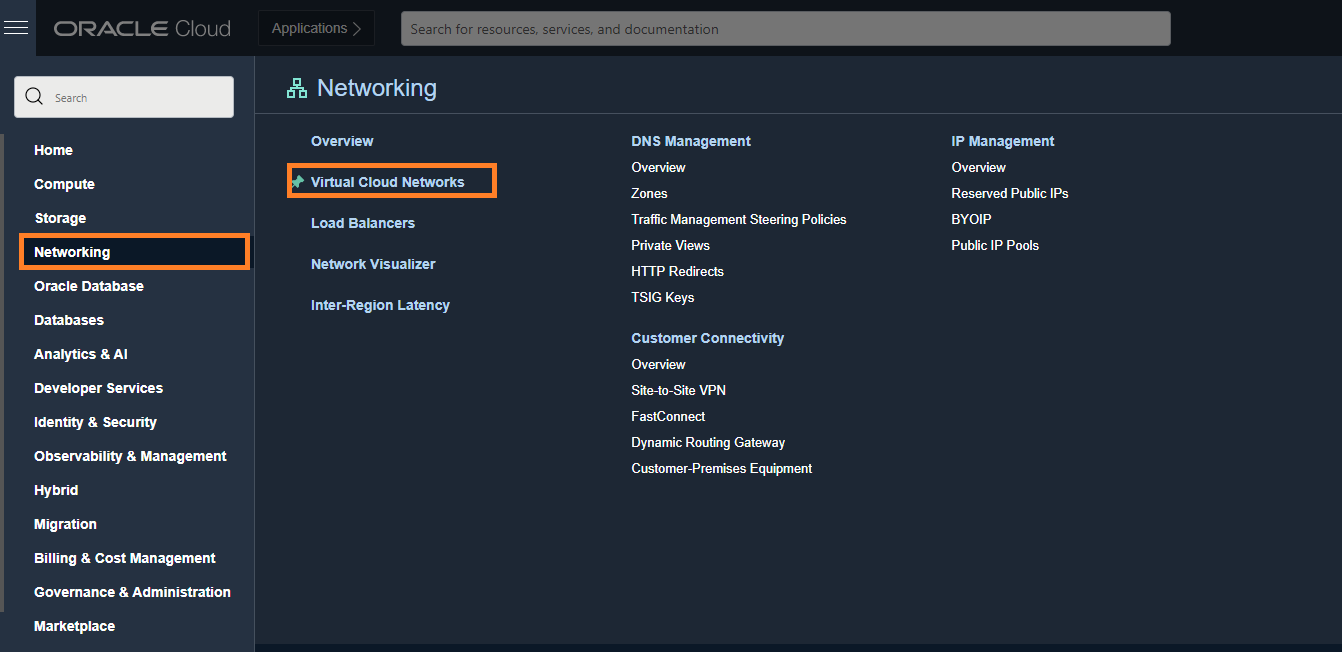 ORACLE Cloud
Applications
Search for resources, services, and documentation
Search
Home
Compute
Storage
Networking
Oracle Database
Databases
Analytics & AI
Developer Services
Identity & Security
Observability & Management
Hybrid
Migration
Billing & Cost Management
Governance & Administration
Marketplace
Networking
Overview
Virtual Cloud Networks
Load Balancers
Network Visualizer
Inter-Region Latency
DNS Management
Overview
Zones
Traffic Management Steering Policies
Private Views
HTTP Redirects
TSIG Keys
Customer Connectivity
Overview
Site-to-Site VPN
FastConnect
Dynamic Routing Gateway
Customer-Premises Equipment
IP Management
Overview
Reserved Public IPs
BYOIP
Public IP Pools